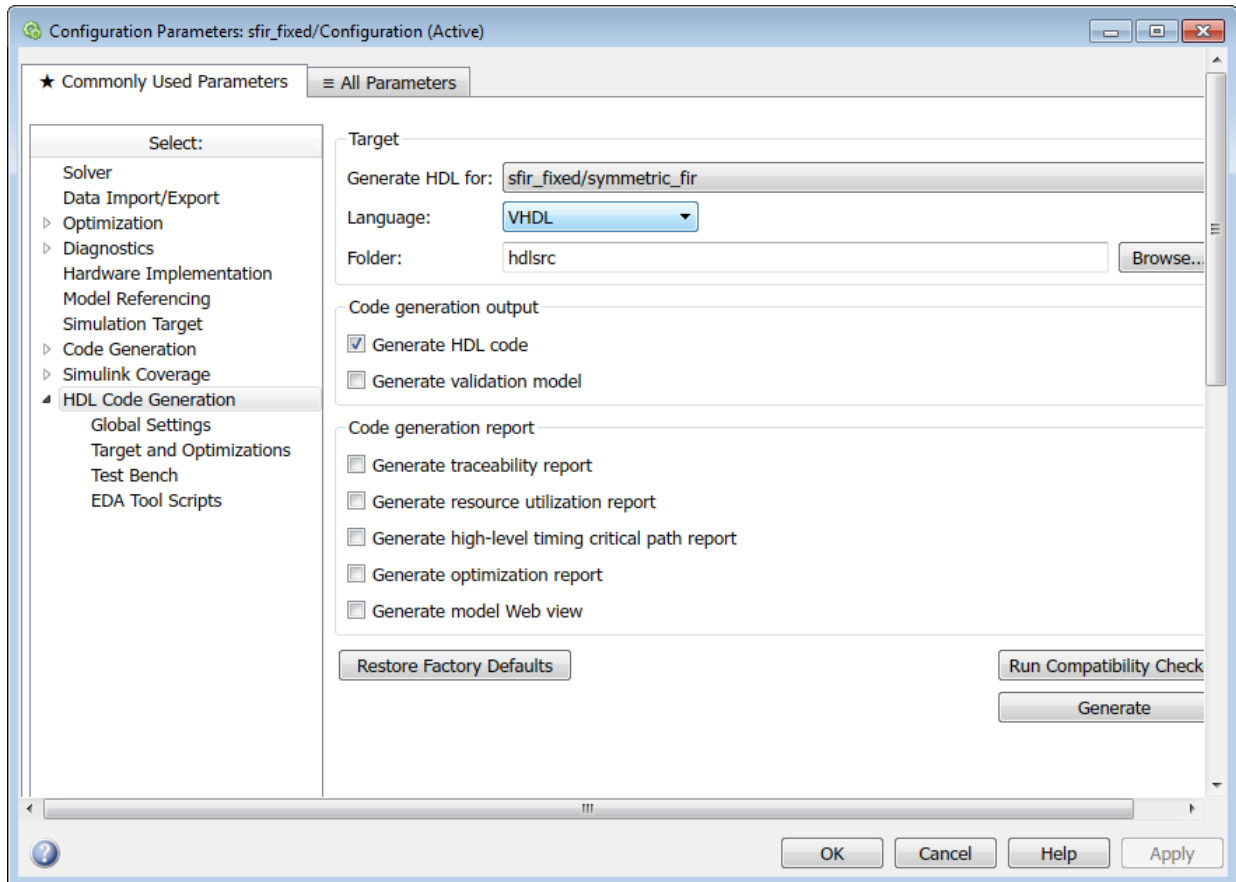 Configuration Parameters: sfir_fixed/Configuration (Active)
★ Commonly Used Parameters
≡ All Parameters
Select:
Solver
Data Import/Export
Optimization
Diagnostics
Hardware Implementation
Model Referencing
Simulation Target
Code Generation
Simulink Coverage
HDL Code Generation
Global Settings
Target and Optimizations
Test Bench
EDA Tool Scripts
Target
Generate HDL for: sfir_fixed/symmetric_fir
Language: VHDL
Folder: hdlsrc Browse...
Code generation output
Generate HDL code
Generate validation model
Code generation report
Generate traceability report
Generate resource utilization report
Generate high-level timing critical path report
Generate optimization report
Generate model Web view
Restore Factory Defaults Run Compatibility Check
Generate
OK Cancel Help Apply